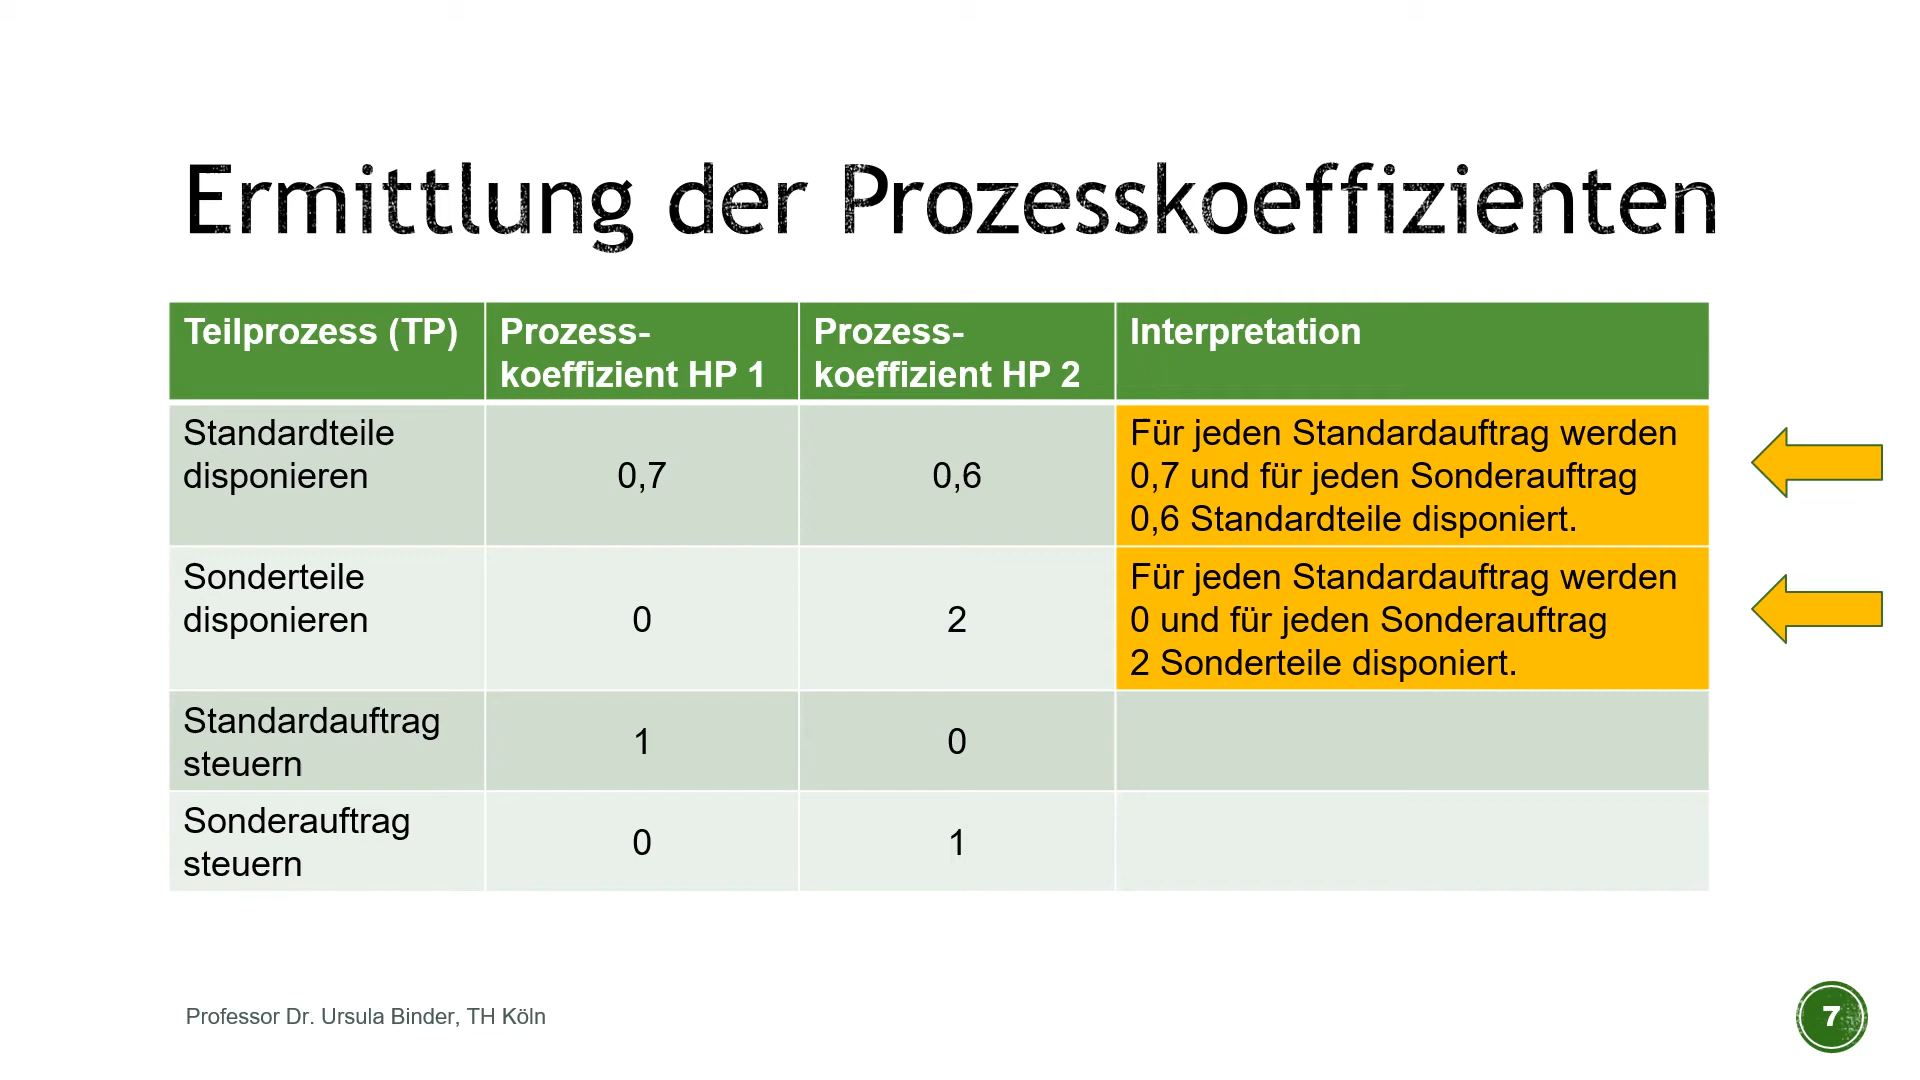 Ermittlung der Prozesskoeffizienten
Teilprozess (TP)
Prozess-
koeffizient HP 1
Prozess-
koeffizient HP 2
Interpretation
Standardteile
disponieren
0,7
0,6
Für jeden Standardauftrag werden
0,7 und für jeden Sonderauftrag
0,6 Standardteile disponiert.
Sonderteile
disponieren
0
2
Für jeden Standardauftrag werden
0 und für jeden Sonderauftrag
2 Sonderteile disponiert.
Standardauftrag
steuern
1
0
Sonderauftrag
steuern
0
1
Professor Dr. Ursula Binder, TH Köln
7